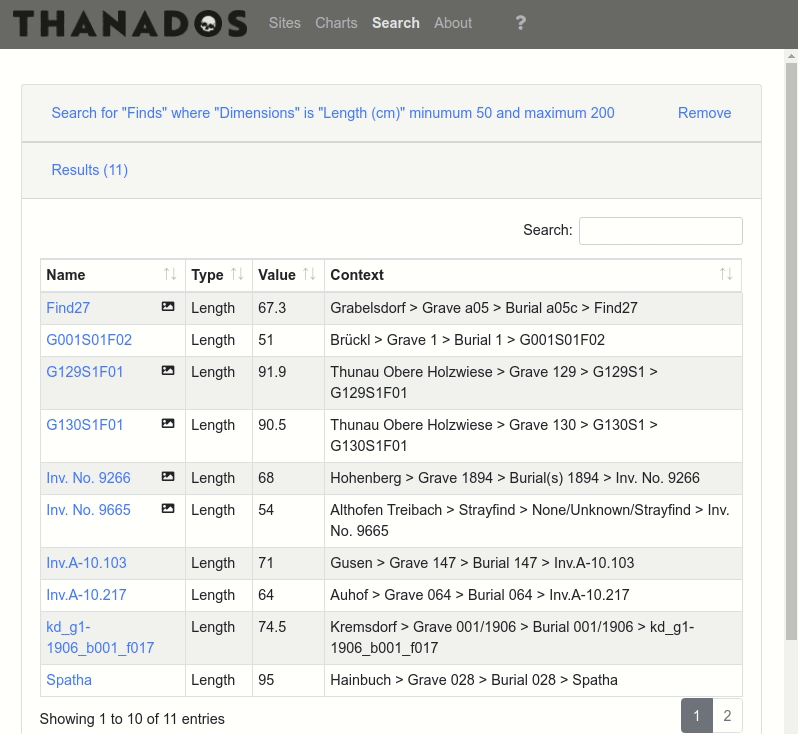 THANADOS Sites Charts Search About ?
Search for "Finds" where "Dimensions" is "Length (cm)" minumum 50 and maximum 200 Remove
Results (11)
Search:
Name Type Value Context
Find27 Length 67.3 Grabelsdorf > Grave a05 > Burial a05c > Find27
G001S01F02 Length 51 Brückl > Grave 1 > Burial 1 > G001S01F02
G129S1F01 Length 91.9 Thunau Obere Holzwiese > Grave 129 > G129S1 >
G129S1F01
G130S1F01 Length 90.5 Thunau Obere Holzwiese > Grave 130 > G130S1 >
G130S1F01
Inv. No. 9266 Length 68 Hohenberg > Grave 1894 > Burial(s) 1894 > Inv. No. 9266
Inv. No. 9665 Length 54 Althofen Treibach > Strayfind > None/Unknown/Strayfind > Inv.
No. 9665
Inv.A-10.103 Length 71 Gusen > Grave 147 > Burial 147 > Inv.A-10.103
Inv.A-10.217 Length 64 Auhof > Grave 064 > Burial 064 > Inv.A-10.217
kd_g1- Length 74.5 Kremsdorf > Grave 001/1906 > Burial 001/1906 > kd_g1-
1906_b001_f017 1906_b001_f017
Spatha Length 95 Hainbuch > Grave 028 > Burial 028 > Spatha
Showing 1 to 10 of 11 entries 1 2